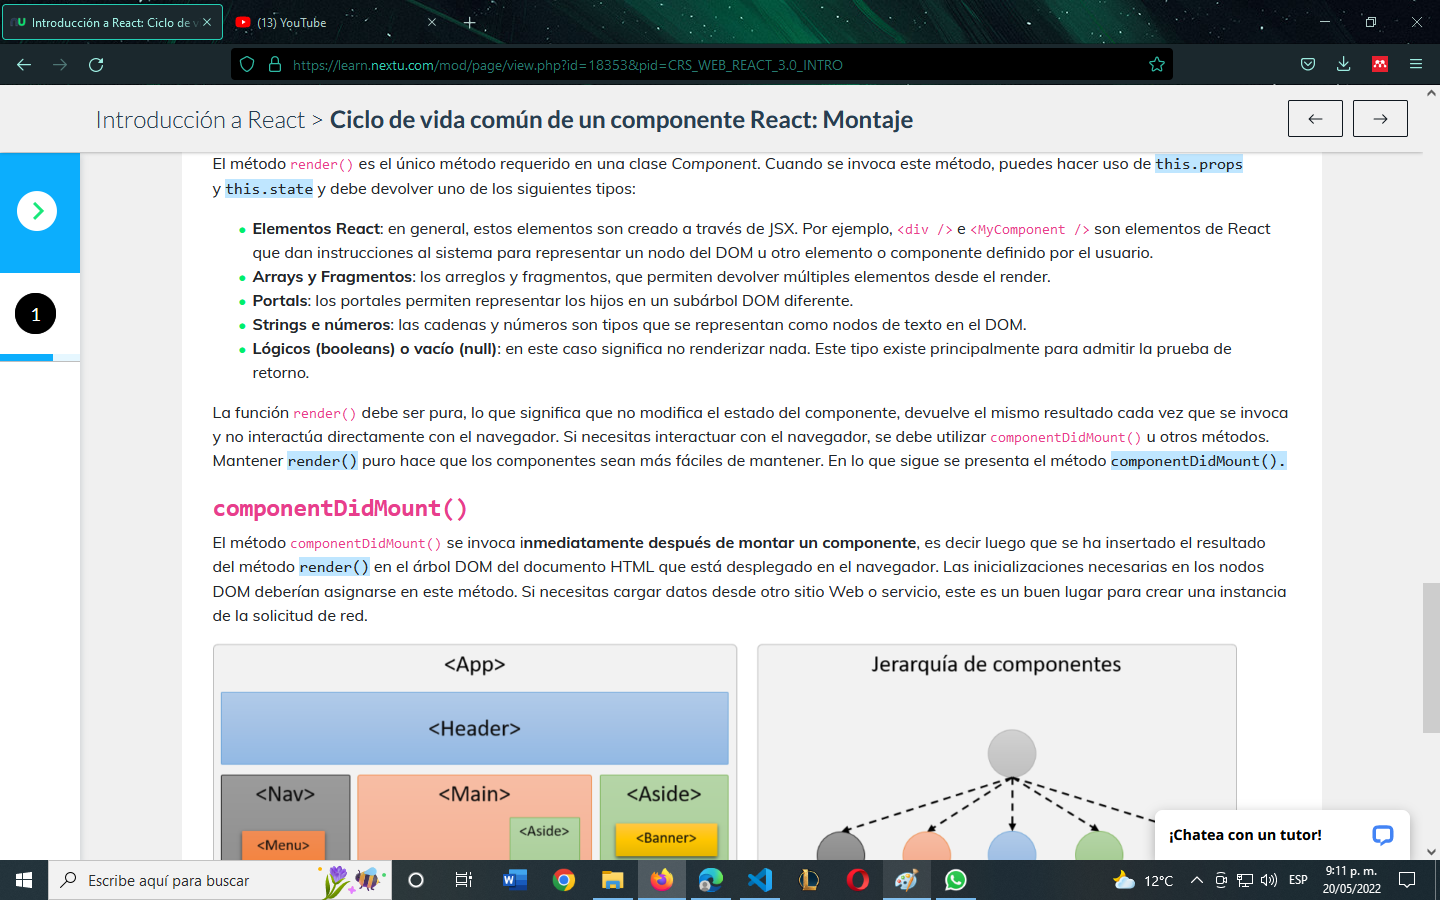 Introducción a React: Ciclo de v
(13) YouTube
https://learn.nextu.com/mod/page/view.php?id=18353&pid=CRS_WEB_REACT_3.0_INTRO
Introducción a React > Ciclo de vida común de un componente React: Montaje
El método render() es el único método requerido en una clase Component. Cuando se invoca este método, puedes hacer uso de this.props
y this.state y debe devolver uno de los siguientes tipos:
Elementos React: en general, estos elementos son creado a través de JSX. Por ejemplo, <div /> e <MyComponent /> son elementos de React
que dan instrucciones al sistema para representar un nodo del DOM u otro elemento o componente definido por el usuario.
Arrays y Fragmentos: los arreglos y fragmentos, que permiten devolver múltiples elementos desde el render.
Portals: los portales permiten representar los hijos en un subárbol DOM diferente.
Strings e números: las cadenas y números son tipos que se representan como nodos de texto en el DOM.
Lógicos (booleans) o vacío (null): en este caso significa no renderizar nada. Este tipo existe principalmente para admitir la prueba de
retorno.
1
La función render() debe ser pura, lo que significa que no modifica el estado del componente, devuelve el mismo resultado cada vez que se invoca
y no interactúa directamente con el navegador. Si necesitas interactuar con el navegador, se debe utilizar componentDidMount() u otros métodos.
Mantener render() puro hace que los componentes sean más fáciles de mantener. En lo que sigue se presenta el método componentDidMount().
componentDidMount()
El método componentDidMount() se invoca inmediatamente después de montar un componente, es decir luego que se ha insertado el resultado
del método render() en el árbol DOM del documento HTML que está desplegado en el navegador. Las inicializaciones necesarias en los nodos
DOM deberían asignarse en este método. Si necesitas cargar datos desde otro sitio Web o servicio, este es un buen lugar para crear una instancia
de la solicitud de red.
<App>
<Header>
<Nav>
<Main>
<Aside>
<Menu>
<Aside>
<Banner>
Jerarquía de componentes
¡Chatea con un tutor!
Escribe aquí para buscar
12°C
ESP
9:11 p. m.
20/05/2022